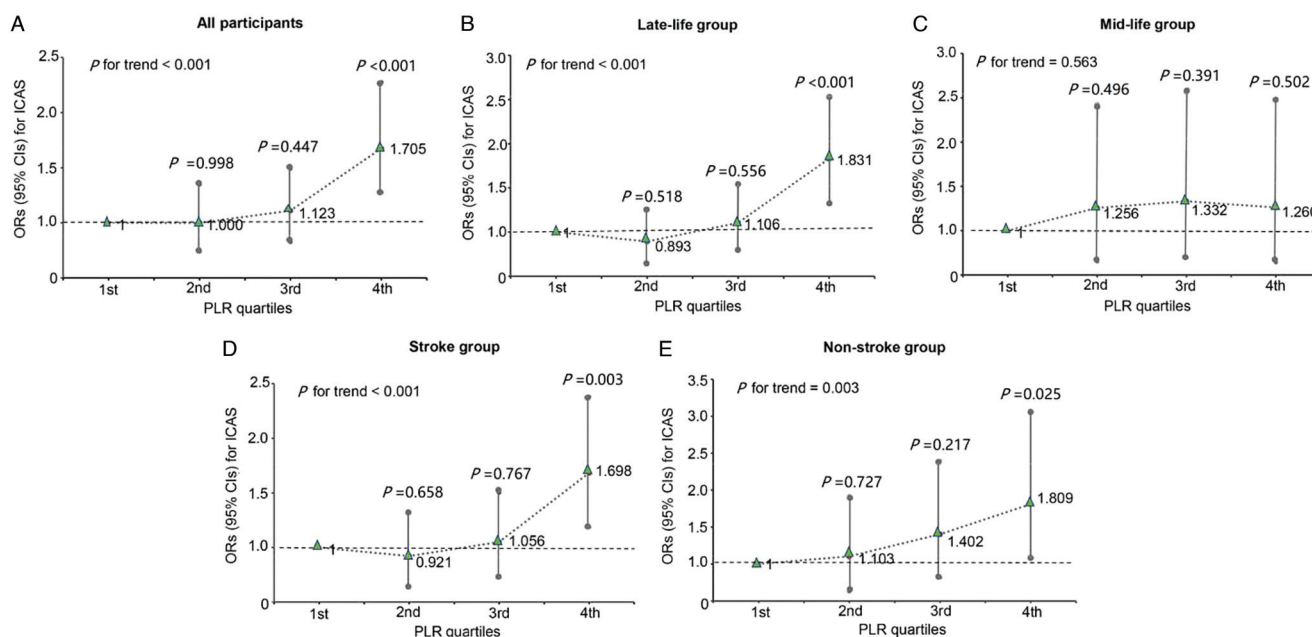 A
All participants
P for trend < 0.001
ORs (95% CIs) for ICAS
2.5
2.0
1.5
1.0
0
P =0.998
P =0.447
P <0.001
1
1.000
1.123
1.705
1st 2nd 3rd 4th
PLR quartiles
B
Late-life group
P for trend < 0.001
ORs (95% CIs) for ICAS
3.0
2.5
2.0
1.5
1.0
0
P =0.518
P =0.556
P <0.001
1
0.893
1.106
1.831
1st 2nd 3rd 4th
PLR quartiles
C
Mid-life group
P for trend = 0.563
ORs (95% CIs) for ICAS
3.0
2.5
2.0
1.5
1.0
0
P =0.496
P =0.391
P =0.502
1
1.256
1.332
1.260
1st 2nd 3rd 4th
PLR quartiles
D
Stroke group
P for trend < 0.001
ORs (95% CIs) for ICAS
2.5
2.0
1.5
1.0
0
P =0.658
P =0.767
P =0.003
1
0.921
1.056
1.698
1st 2nd 3rd 4th
PLR quartiles
E
Non-stroke group
P for trend = 0.003
ORs (95% CIs) for ICAS
3.5
3.0
2.5
2.0
1.5
1.0
0
P =0.727
P =0.217
P =0.025
1
1.103
1.402
1.809
1st 2nd 3rd 4th
PLR quartiles